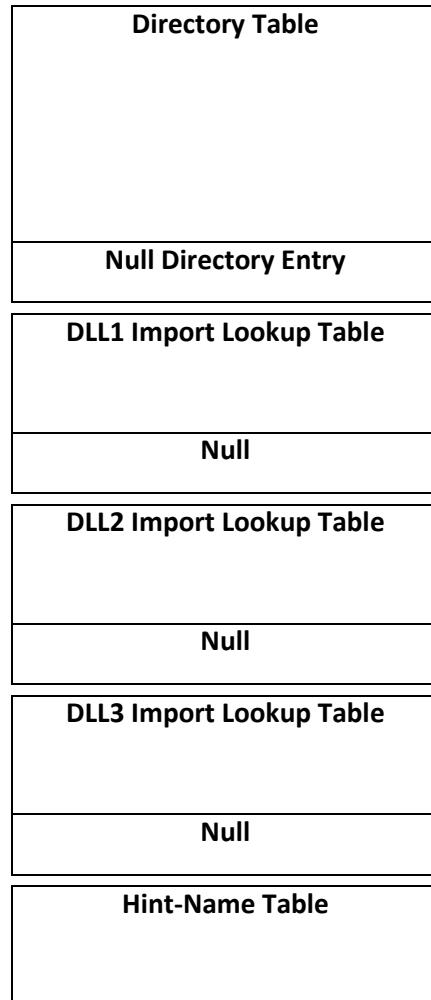 Directory Table
Null Directory Entry
DLL1 Import Lookup Table
Null
DLL2 Import Lookup Table
Null
DLL3 Import Lookup Table
Null
Hint-Name Table